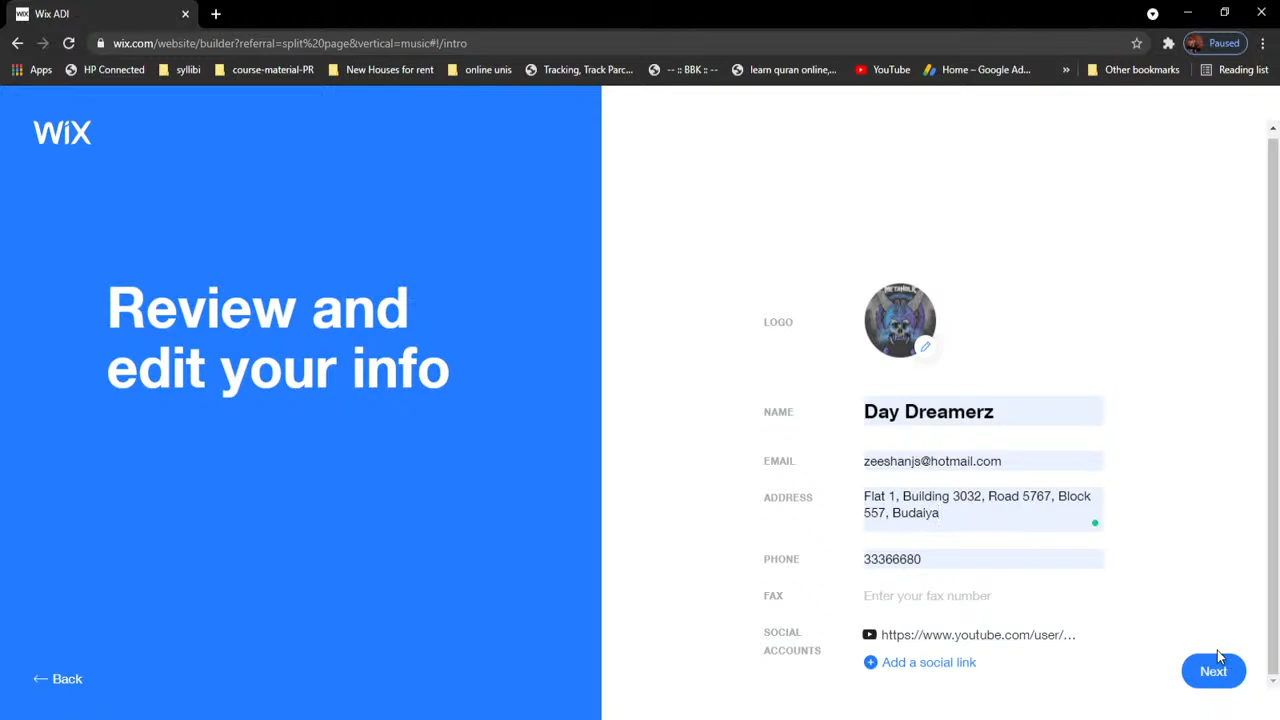 WiX Wix ADI
wix.com/website/builder?referral=split%20page&vertical=music#!/intro
Paused
Apps HP Connected syllibi course-material-PR New Houses for rent online unis Tracking, Track Parc... -- :: BBK :: -- learn quran online,... YouTube Home – Google Ad... » Other bookmarks Reading list
WiX
Review and
edit your info
LOGO
METAHOLIC
NAME Day Dreamerz
EMAIL zeeshanjs@hotmail.com
ADDRESS Flat 1, Building 3032, Road 5767, Block
557, Budaiya
PHONE 33366680
FAX Enter your fax number
SOCIAL
ACCOUNTS
https://www.youtube.com/user/...
Add a social link
Back
Next